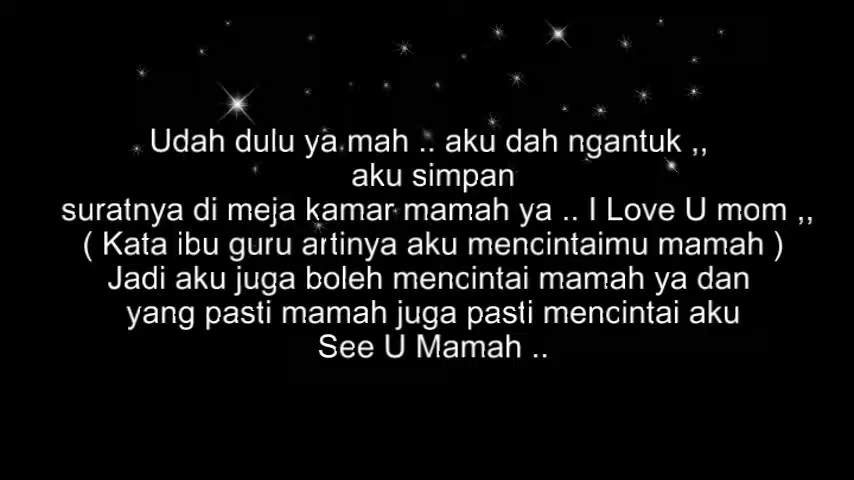 Udah dulu ya mah .. aku dah ngantuk ,,
aku simpan
suratnya di meja kamar mamah ya .. I Love U mom ,,
( Kata ibu guru artinya aku mencintaimu mamah )
Jadi aku juga boleh mencintai mamah ya dan
yang pasti mamah juga pasti mencintai aku
See U Mamah ..